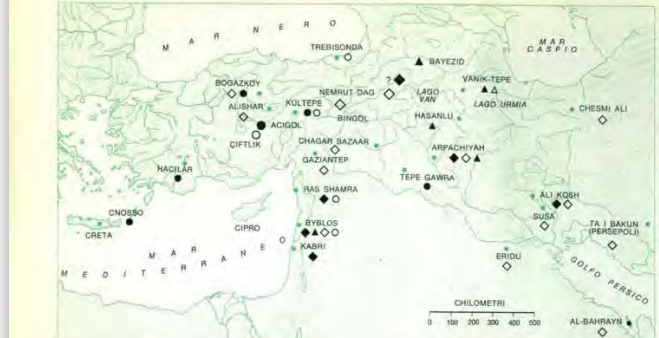 MAR NERO
MAR
CASPIO
TREBISONDA
BAYEZID
BOGAZKÖY
?
VANIK-TEPE
NEMRUT DAG
LAGO
VAN
LAGO URMIA
ALISHAR
KÜLTEPE
BINGOL
CHESMI ALI
ACIGOL
HASANLU
ÇIFTLIK
CHAGAR BAZAAR
ARPACHIYAH
GAZIANTEP
HACILAR
TEPE GAWRA
RAS SHAMRA
ALI KOSH
CNOSSO
SUSA
CRETA
CIPRO
BYBLOS
TA I BAKUN
(PERSEPOLI)
MAR
MEDITERRANEO
KABRI
ERIDU
GOLFO PERSICO
CHILOMETRI
0 100 200 300 400 500
AL-BAHRAYN